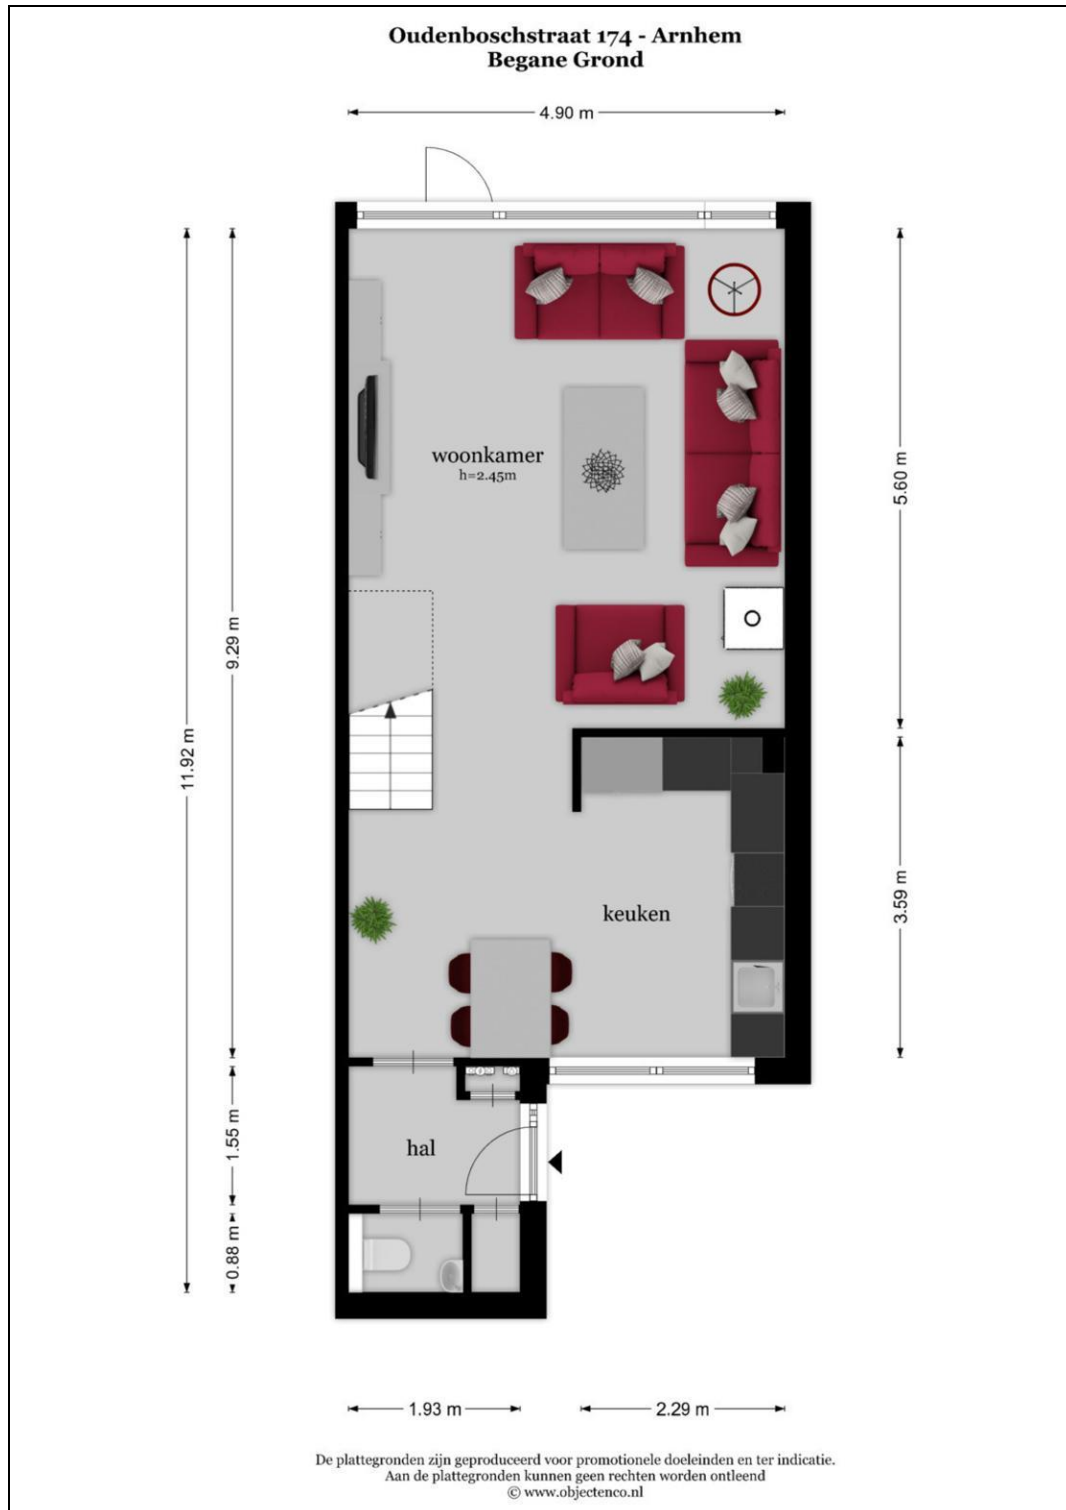 Oudenboschstraat 174 - Arnhem
Begane Grond
4.90 m
woonkamer
h=2.45m
5.60 m
9.29 m
11.92 m
3.59 m
keuken
1.55 m
hal
0.88 m
1.93 m
2.29 m
De plattegronden zijn geproduceerd voor promotionele doeleinden en ter indicatie.
Aan de plattegronden kunnen geen rechten worden ontleend
© www.objectenco.nl